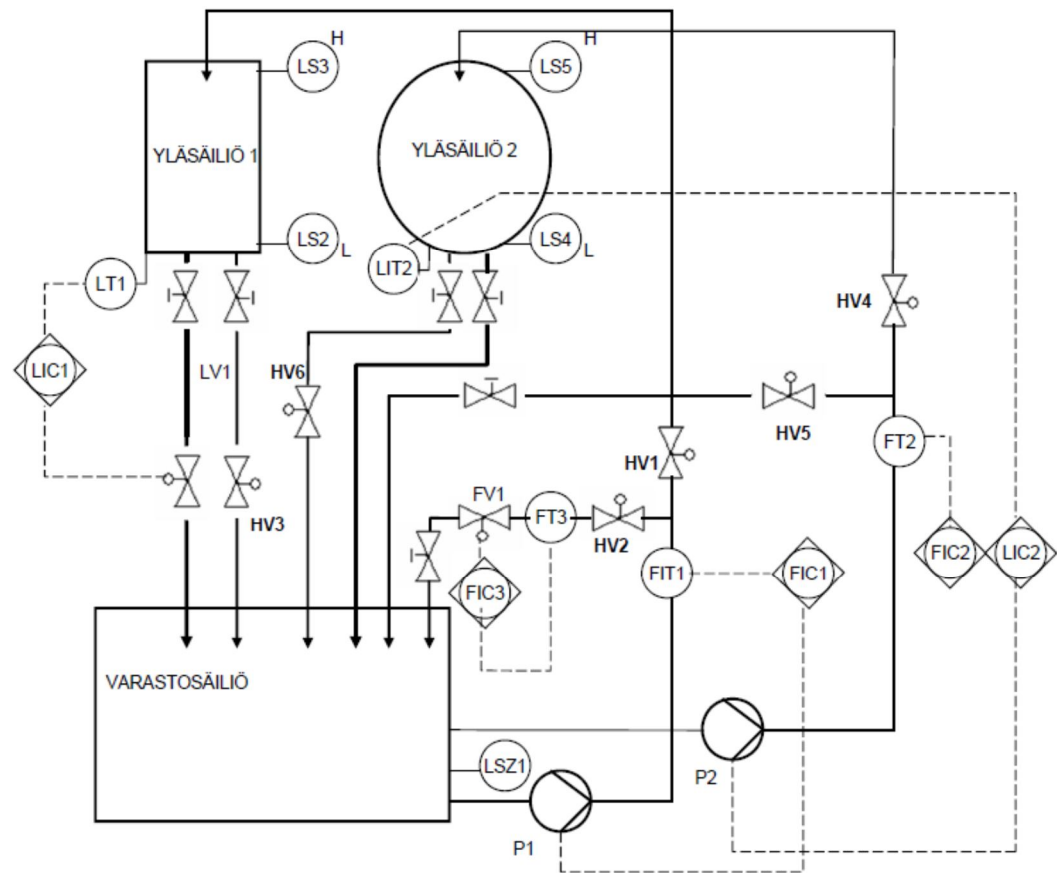 H
LS3
H
LS5
YLÄSÄILIÖ 1
YLÄSÄILIÖ 2
LS2
L
LS4
L
LIT2
LT1
HV4
LIC1
LV1
HV6
HV5
FT2
HV1
FV1
FT3
HV3
HV2
FIC2
LIC2
FIT1
FIC1
FIC3
VARASTOSÄILIÖ
LSZ1
P2
P1